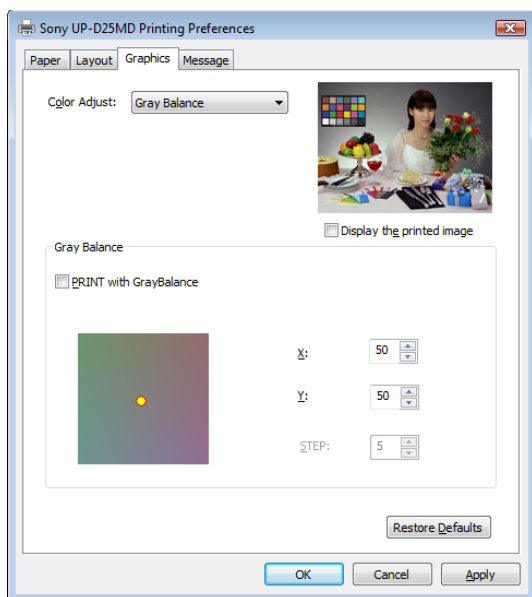 Sony UP-D25MD Printing Preferences
Paper Layout Graphics Message
Color Adjust: Gray Balance
Display the printed image
Gray Balance
PRINT with GrayBalance
X: 50
Y: 50
STEP: 5
Restore Defaults
OK Cancel Apply